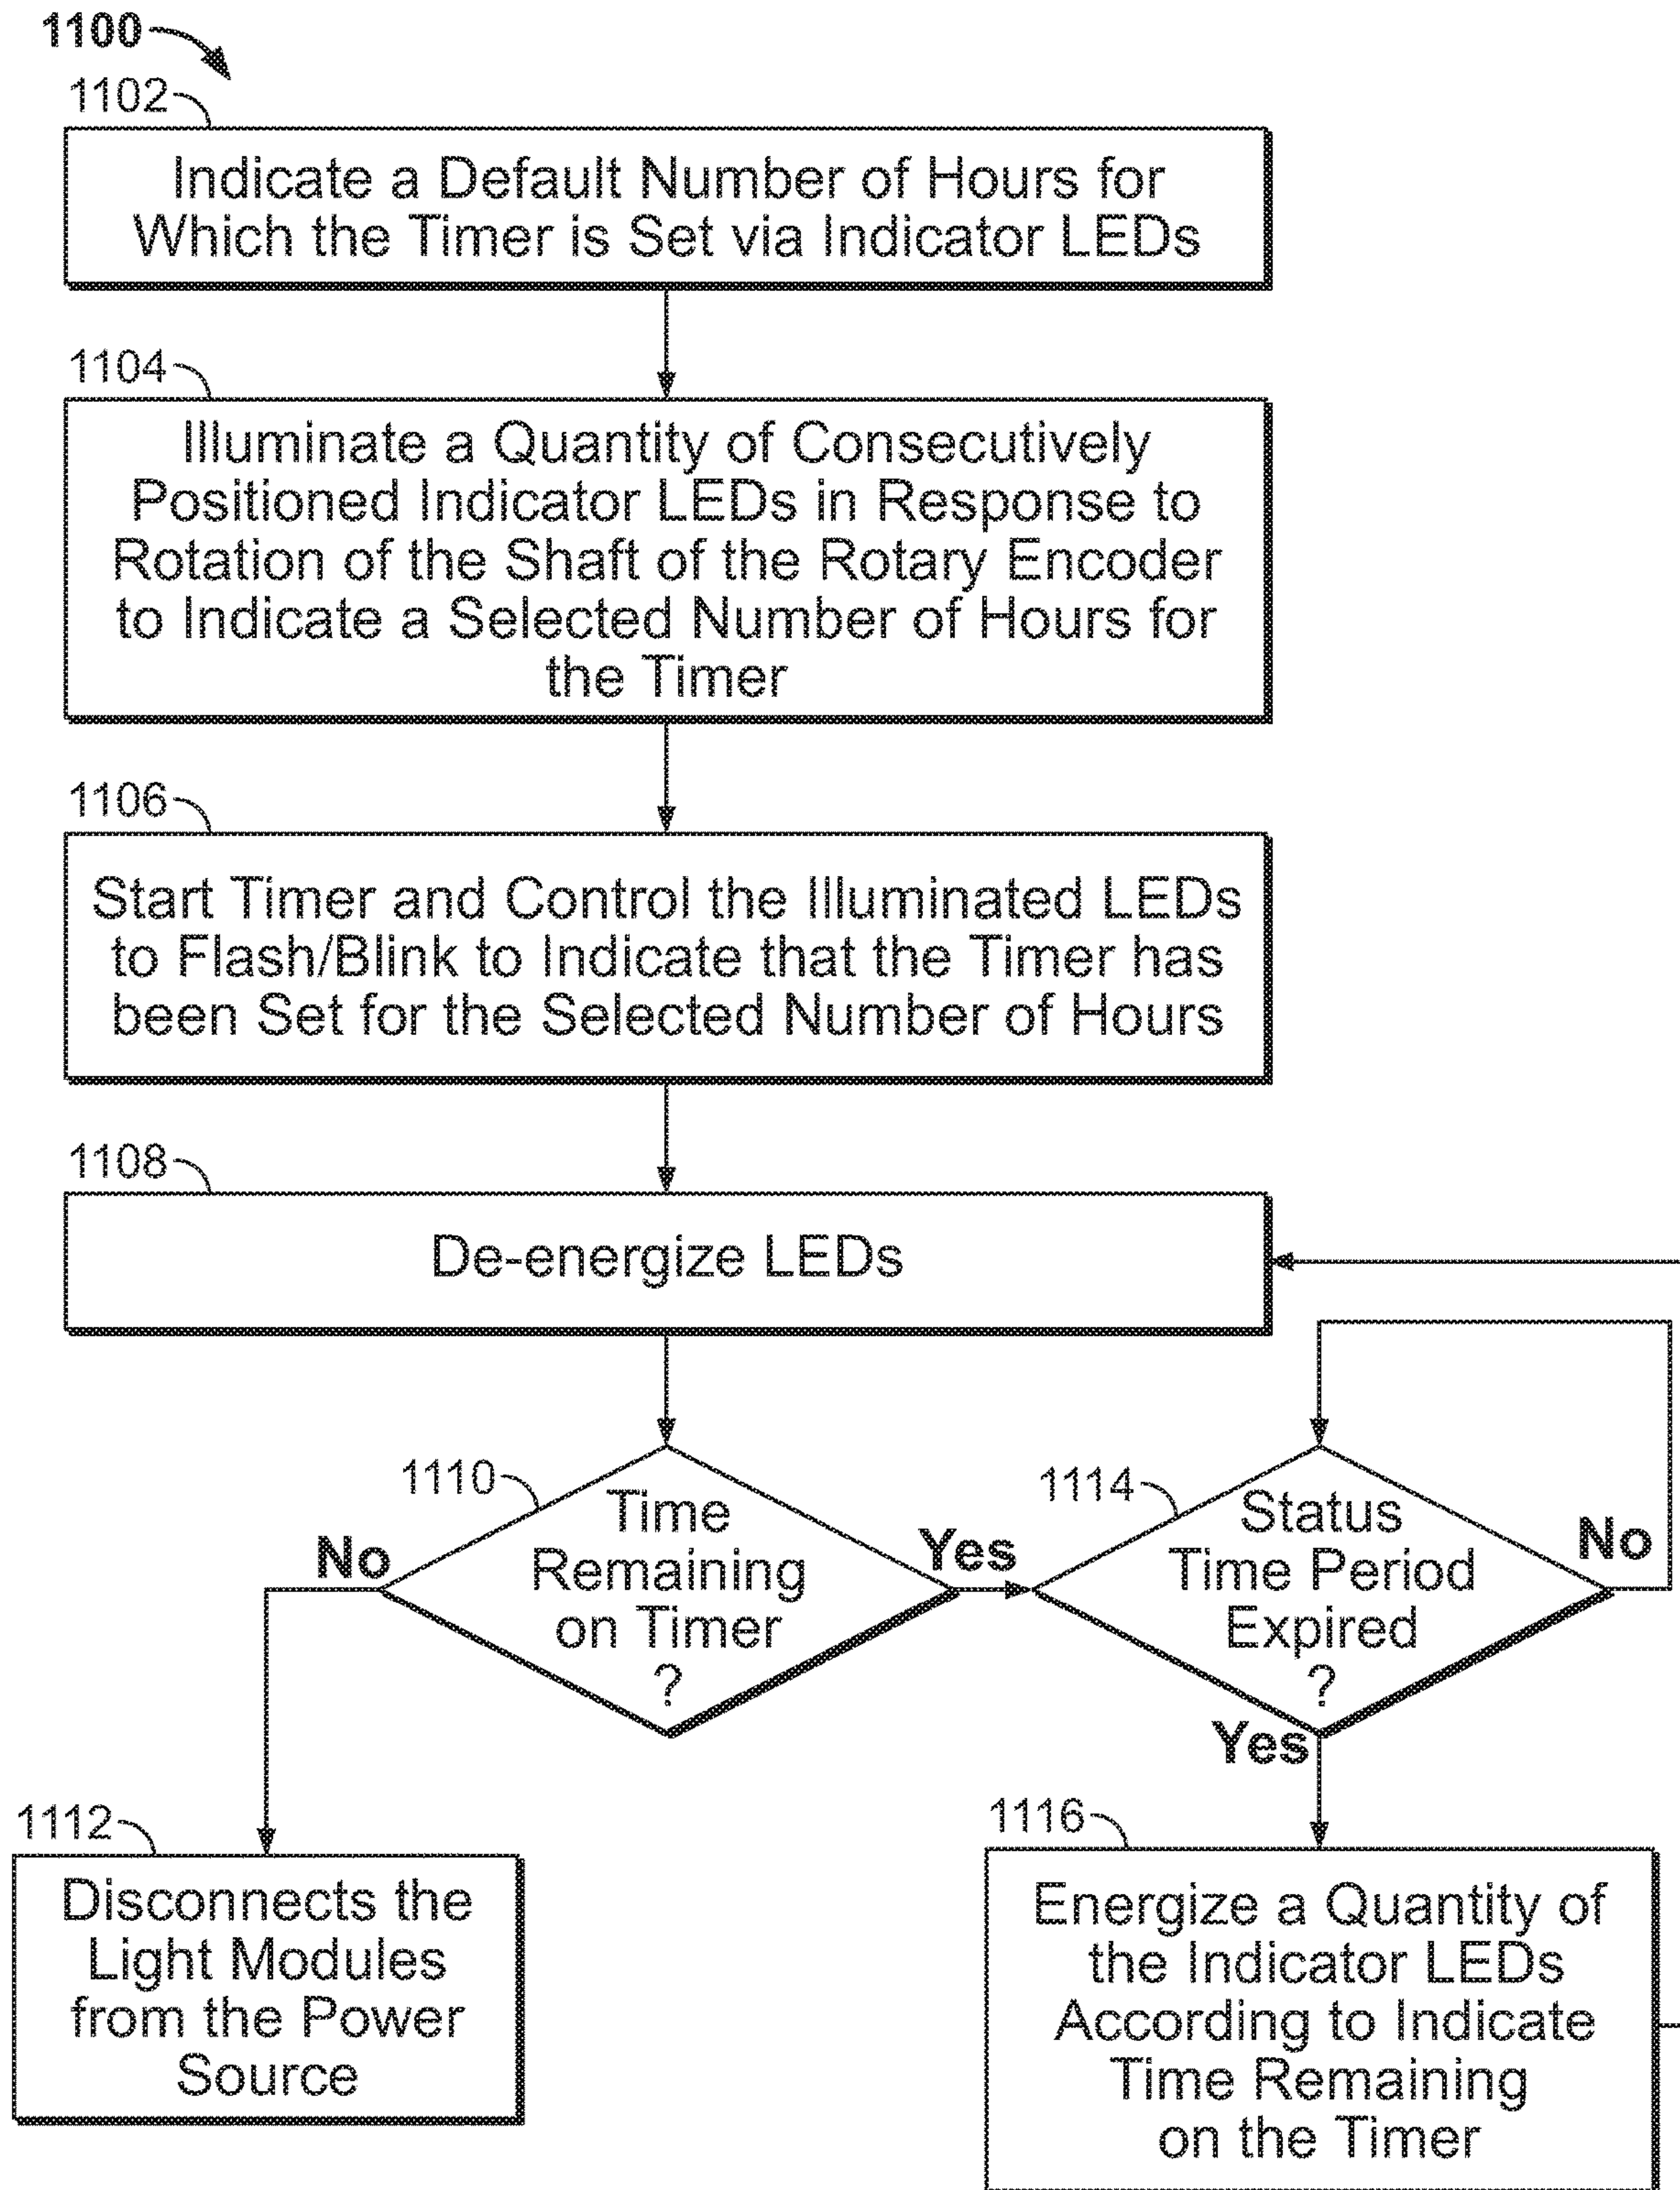 1100
1102
Indicate a Default Number of Hours for
Which the Timer is Set via Indicator LEDs
1104
Illuminate a Quantity of Consecutively
Positioned Indicator LEDs in Response to
Rotation of the Shaft of the Rotary Encoder
to Indicate a Selected Number of Hours for
the Timer
1106
Start Timer and Control the Illuminated LEDs
to Flash/Blink to Indicate that the Timer has
been Set for the Selected Number of Hours
1108
De-energize LEDs
1110
Time
Remaining
on Timer
?
No
Yes
1114
Status
Time Period
Expired
?
No
Yes
1112
Disconnects the
Light Modules
from the Power
Source
1116
Energize a Quantity of
the Indicator LEDs
According to Indicate
Time Remaining
on the Timer